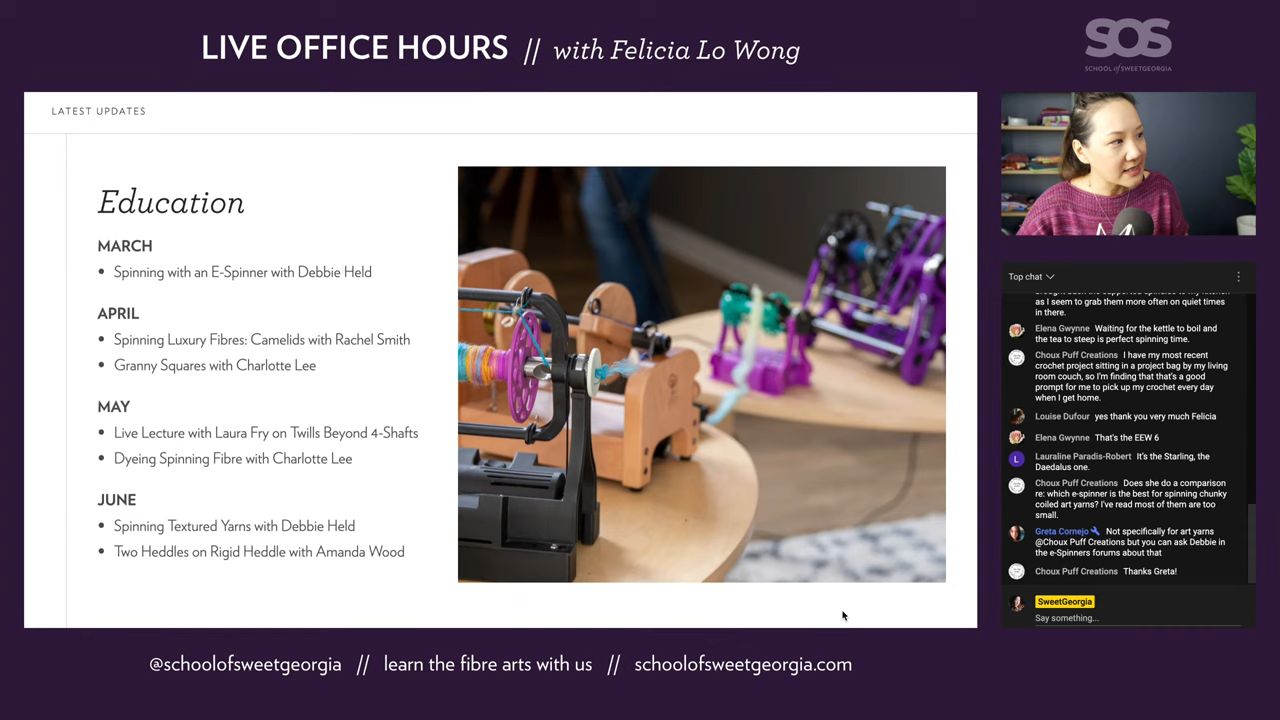 LIVE OFFICE HOURS // with Felicia Lo Wong
SOS
SCHOOL of SWEETGEORGIA
LATEST UPDATES
Education
MARCH
• Spinning with an E-Spinner with Debbie Held
APRIL
• Spinning Luxury Fibres: Camelids with Rachel Smith
• Granny Squares with Charlotte Lee
MAY
• Live Lecture with Laura Fry on Twills Beyond 4-Shafts
• Dyeing Spinning Fibre with Charlotte Lee
JUNE
• Spinning Textured Yarns with Debbie Held
• Two Heddles on Rigid Heddle with Amanda Wood
Top chat
as I seem to grab them more often on quiet times
in there.
Elena Gwynne Waiting for the kettle to boil and
the tea to steep is perfect spinning time.
Choux Puff Creations I have my most recent
crochet project sitting in a project bag by my living
room couch, so I'm finding that that's a good
prompt for me to pick up my crochet every day
when I get home.
Louise Dufour yes thank you very much Felicia
Elena Gwynne That's the EEW 6
L
Lauraline Paradis-Robert It's the Starling, the
Daedalus one.
Choux Puff Creations Does she do a comparison
re: which e-spinner is the best for spinning chunky
coiled art yarns? I've read most of them are too
small.
Greta Cornejo Not specifically for art yarns
@Choux Puff Creations but you can ask Debbie in
the e-Spinners forums about that
Choux Puff Creations Thanks Greta!
SweetGeorgia
Say something...
@schoolofsweetgeorgia // learn the fibre arts with us // schoolofsweetgeorgia.com